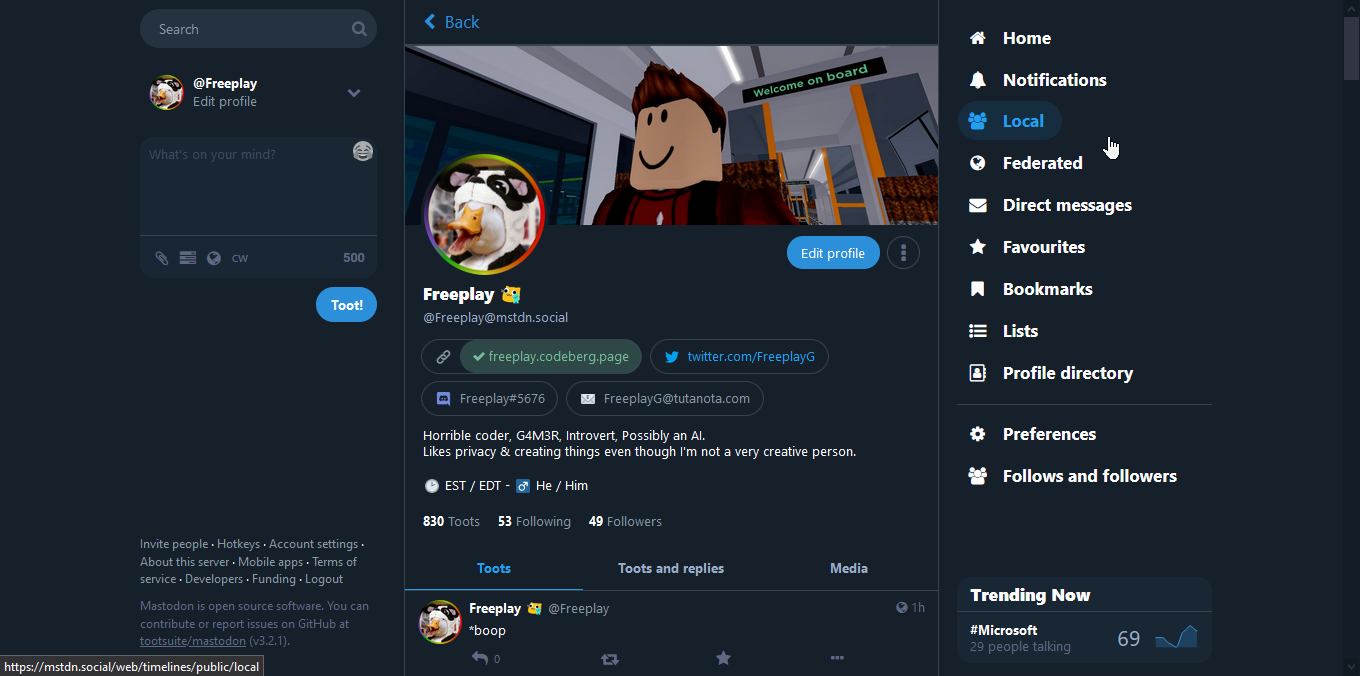 Search
@Freeplay
Edit profile
What's on your mind?
CW
500
Toot!
Invite people · Hotkeys · Account settings ·
About this server · Mobile apps · Terms of
service · Developers · Funding · Logout
Mastodon is open source software. You can
contribute or report issues on GitHub at
tootsuite/mastodon (v3.2.1).
https://mstdn.social/web/timelines/public/local
Back
Welcome on board
Edit profile
Freeplay
@Freeplay@mstdn.social
freeplay.codeberg.page
twitter.com/FreeplayG
Freeplay#5676
FreeplayG@tutanota.com
Horrible coder, G4M3R, Introvert, Possibly an AI.
Likes privacy & creating things even though I'm not a very creative person.
EST / EDT - ♂ He / Him
830 Toots 53 Following 49 Followers
Toots Toots and replies Media
Freeplay @Freeplay 1h
*boop
0
Home
Notifications
Local
Federated
Direct messages
Favourites
Bookmarks
Lists
Profile directory
Preferences
Follows and followers
Trending Now
#Microsoft
29 people talking
69